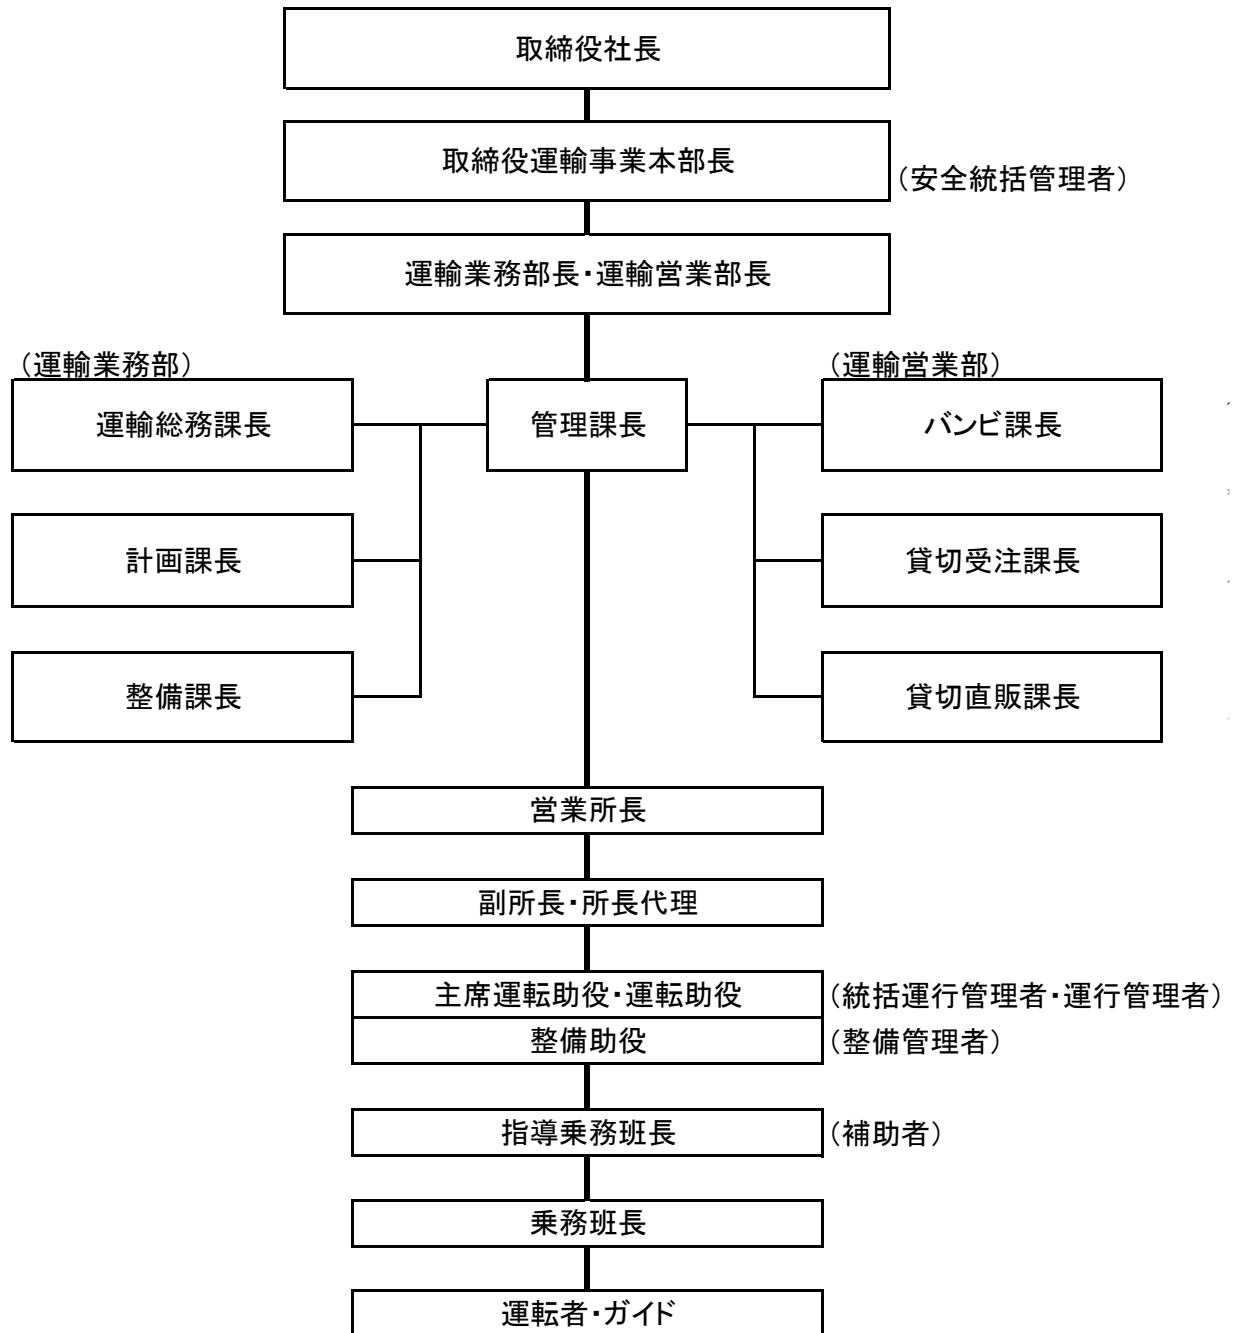 取締役社長
取締役運輸事業本部長
（安全統括管理者）
運輸業務部長・運輸営業部長
（運輸業務部）
（運輸営業部）
運輸総務課長
管理課長
バンビ課長
計画課長
貸切受注課長
整備課長
貸切直販課長
営業所長
副所長・所長代理
主席運転助役・運転助役
（統括運行管理者・運行管理者）
整備助役
（整備管理者）
指導乗務班長
（補助者）
乗務班長
運転者・ガイド